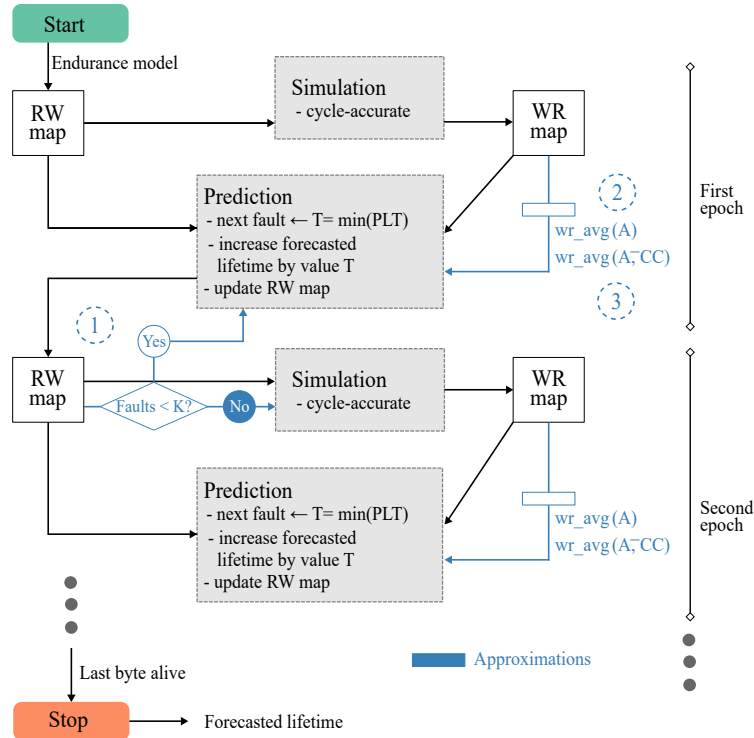 Start
Endurance model
RW
map
Simulation
- cycle-accurate
WR
map
Prediction
- next fault ← T= min(PLT)
- increase forecasted
lifetime by value T
- update RW map
2
wr_avg(A)
wr_avg(A,¯CC)
3
First
epoch
1
Yes
RW
map
Faults < K?
No
Simulation
- cycle-accurate
WR
map
Prediction
- next fault ← T= min(PLT)
- increase forecasted
lifetime by value T
- update RW map
wr_avg(A)
wr_avg(A,¯CC)
Second
epoch
Last byte alive
Approximations
Stop
Forecasted lifetime